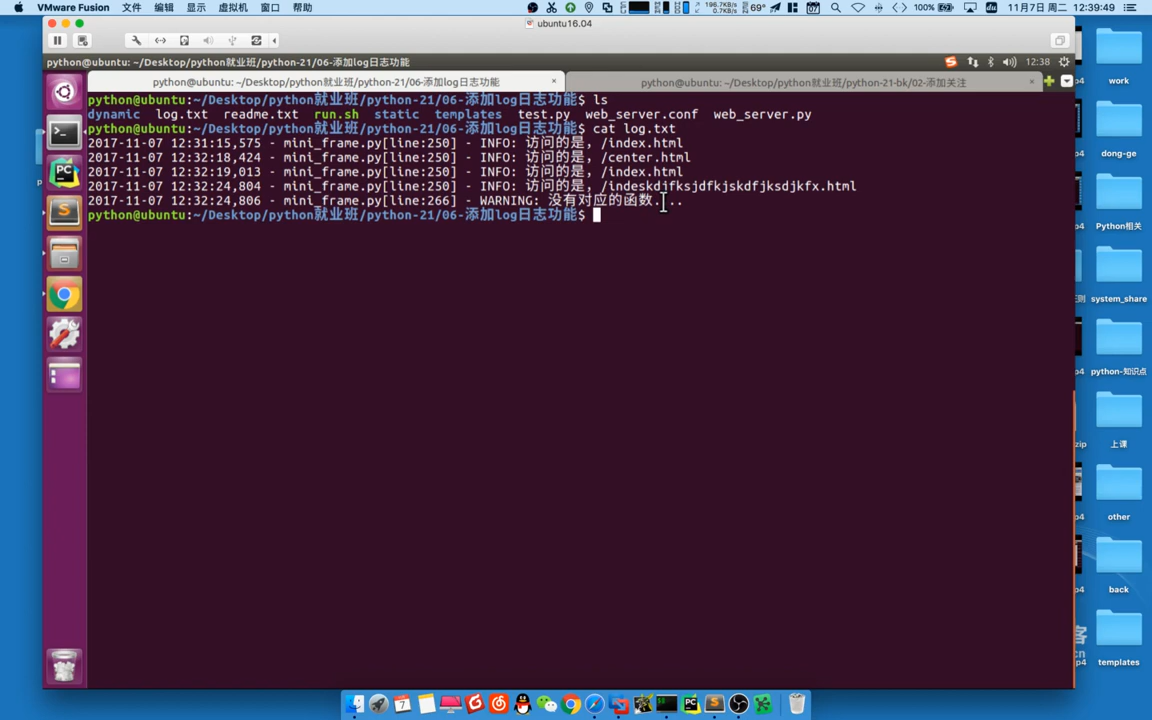 VMware Fusion 文件 编辑 显示 虚拟机 窗口 帮助 196.7KB/s 0.7KB/s 69° 100% 11月7日 周二 12:39:49
ubuntu16.04
python@ubuntu: ~/Desktop/python就业班/python-21/06-添加log日志功能 12:38
python@ubuntu: ~/Desktop/python就业班/python-21/06-添加log日志功能 × python@ubuntu: ~/Desktop/python就业班/python-21-bk/02-添加关注 ×
python@ubuntu:~/Desktop/python就业班/python-21/06-添加log日志功能$ ls
dynamic log.txt readme.txt run.sh static templates test.py web_server.conf web_server.py
python@ubuntu:~/Desktop/python就业班/python-21/06-添加log日志功能$ cat log.txt
2017-11-07 12:31:15,575 - mini_frame.py[line:250] - INFO: 访问的是，/index.html
2017-11-07 12:32:18,424 - mini_frame.py[line:250] - INFO: 访问的是，/center.html
2017-11-07 12:32:19,013 - mini_frame.py[line:250] - INFO: 访问的是，/index.html
2017-11-07 12:32:24,804 - mini_frame.py[line:250] - INFO: 访问的是，/indeskdjfksjdfkjskdfjksdjkfx.html
2017-11-07 12:32:24,806 - mini_frame.py[line:266] - WARNING: 没有对应的函数....
python@ubuntu:~/Desktop/python就业班/python-21/06-添加log日志功能$
work
dong-ge
Python相关
system_share
python-知识点
上课
other
back
templates